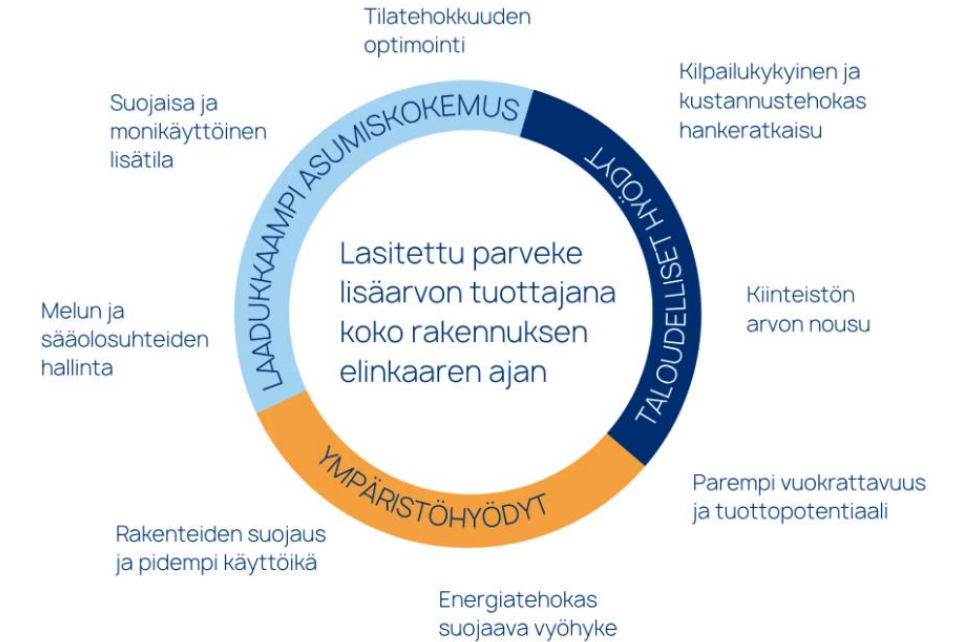 Tilatehokkuuden
optimointi
Kilpailukykyinen ja
kustannustehokas
hankeratkaisu
Suojaisa ja
monikäyttöinen
lisätila
LAADUKKAAMPI ASUMISKOKEMUS
TALOUDELLISET HYÖDYT
Lasitettu parveke
lisäarvon tuottajana
koko rakennuksen
elinkaaren ajan
Kiinteistön
arvon nousu
Melun ja
sääolosuhteiden
hallinta
YMPÄRISTÖHYÖDYT
Parempi vuokrattavuus
ja tuottopotentiaali
Rakenteiden suojaus
ja pidempi käyttöikä
Energiatehokas
suojaava vyöhyke